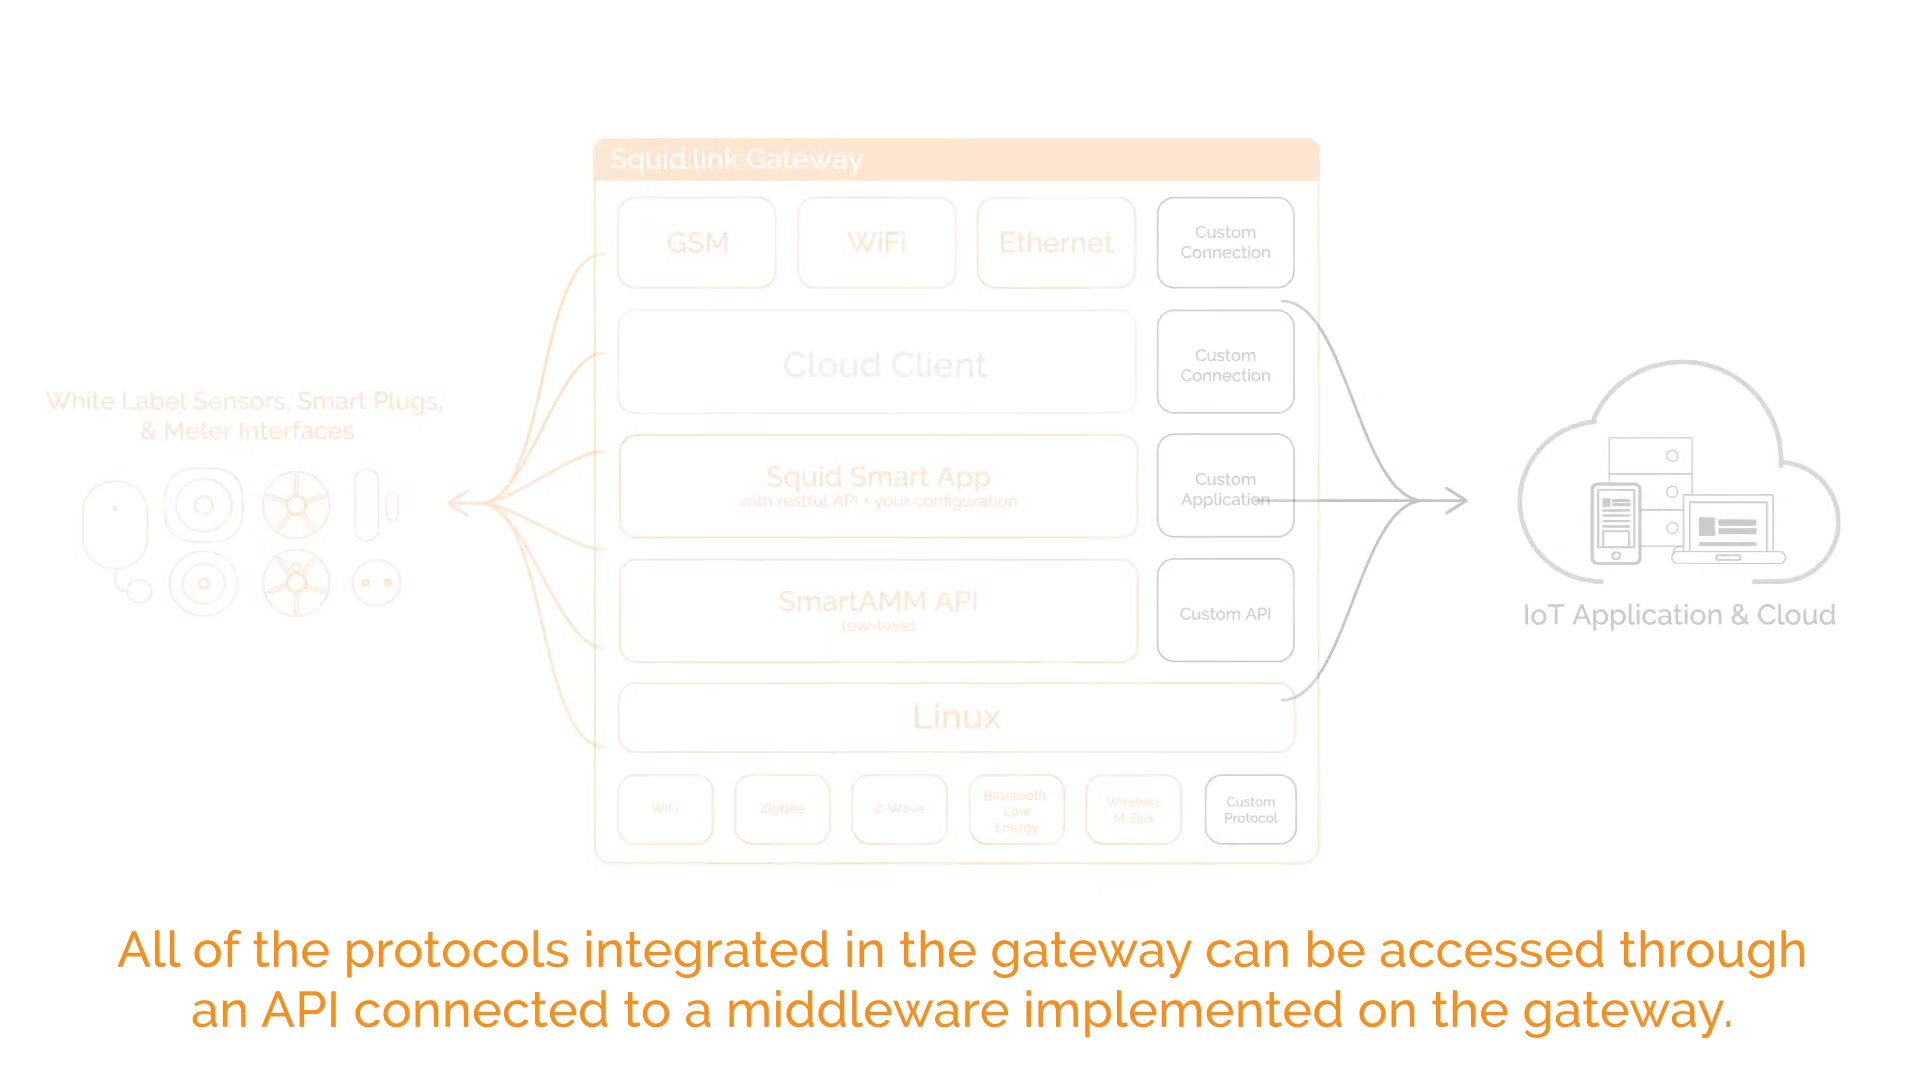 Squid.link Gateway
GSM
WiFi
Ethernet
Custom
Connection
Cloud Client
Custom
Connection
White Label Sensors, Smart Plugs,
& Meter Interfaces
Squid Smart App
with restful API + your configuration
Custom
Application
SmartAMM API
low-level
Custom API
IoT Application & Cloud
Linux
WiFi
ZigBee
Z-Wave
Bluetooth
Low
Energy
Wireless
M-Bus
Custom
Protocol
All of the protocols integrated in the gateway can be accessed through
an API connected to a middleware implemented on the gateway.